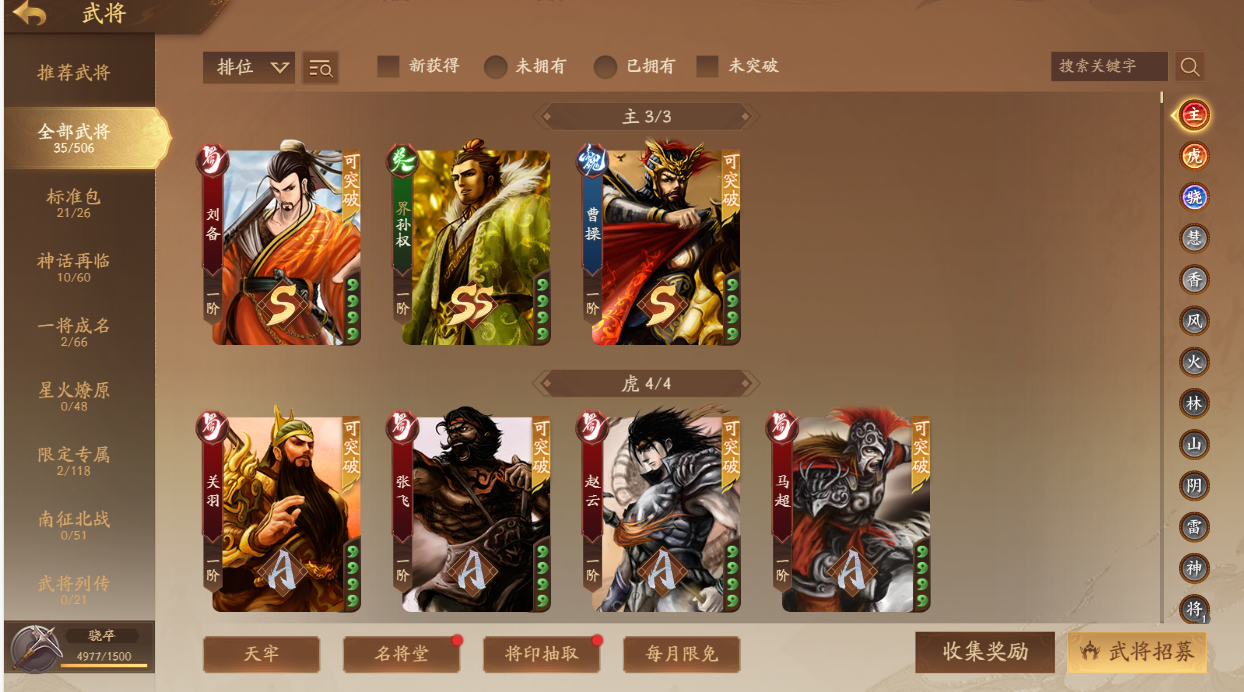 武将
推荐武将
全部武将
35/506
标准包
21/26
神话再临
10/60
一将成名
2/66
星火燎原
0/48
限定专属
2/118
南征北战
0/51
武将列传
0/21
骁卒
4977/1500
排位
新获得
未拥有
已拥有
未突破
搜索关键字
主 3/3
蜀
刘备
一阶
可突破
S
吴
界孙权
一阶
SS
魏
曹操
一阶
可突破
S
虎 4/4
蜀
关羽
一阶
可突破
A
蜀
张飞
一阶
可突破
A
蜀
赵云
一阶
可突破
A
蜀
马超
一阶
可突破
A
主
虎
骁
慧
香
风
火
林
山
阴
雷
神
将1
天牢
名将堂
将印抽取
每月限免
收集奖励
武将招募